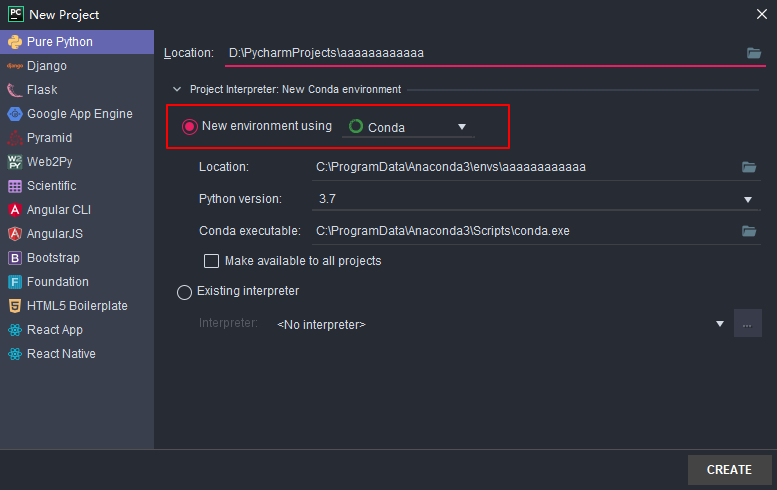 PC New Project
Pure Python
Django
Flask
Google App Engine
Pyramid
Web2Py
Scientific
Angular CLI
AngularJS
Bootstrap
Foundation
HTML5 Boilerplate
React App
React Native
Location: D:\PycharmProjects\aaaaaaaaaaaa
Project Interpreter: New Conda environment
New environment using Conda
Location: C:\ProgramData\Anaconda3\envs\aaaaaaaaaaaa
Python version: 3.7
Conda executable: C:\ProgramData\Anaconda3\Scripts\conda.exe
Make available to all projects
Existing interpreter
Interpreter: <No interpreter>
...
CREATE